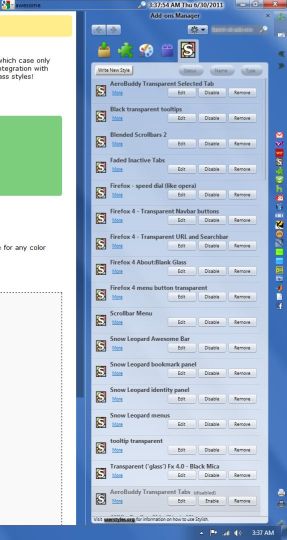 awesome
3:37:54 AM Thu 6/30/2011
Add-ons Manager
which case only
ntegration with
ass styles!
e for any color
Write New Style
Status
Name
Type
AeroBuddy Transparent Selected Tab
More
Edit
Disable
Remove
Black transparent tooltips
More
Edit
Disable
Remove
Blended Scrollbars 2
More
Edit
Disable
Remove
Faded Inactive Tabs
More
Edit
Disable
Remove
Firefox - speed dial (like opera)
More
Edit
Disable
Remove
Firefox 4 - Transparent Navbar buttons
More
Edit
Disable
Remove
Firefox 4 - Transparent URL and Searchbar
More
Edit
Disable
Remove
Firefox 4 About:Blank Glass
More
Edit
Disable
Remove
Firefox 4 menu button transparent
More
Edit
Disable
Remove
Scrollbar Menu
More
Edit
Disable
Remove
Snow Leopard Awesome Bar
More
Edit
Disable
Remove
Snow Leopard bookmark panel
More
Edit
Disable
Remove
Snow Leopard identity panel
More
Edit
Disable
Remove
Snow Leopard menus
More
Edit
Disable
Remove
tooltip transparent
More
Edit
Disable
Remove
Transparent ('glass') Fx 4.0 - Black Mica
More
Edit
Disable
Remove
AeroBuddy Transparent Tabs (disabled)
More
Edit
Enable
Remove
Visit userstyles.org for information on how to use Stylish.
3:37 AM